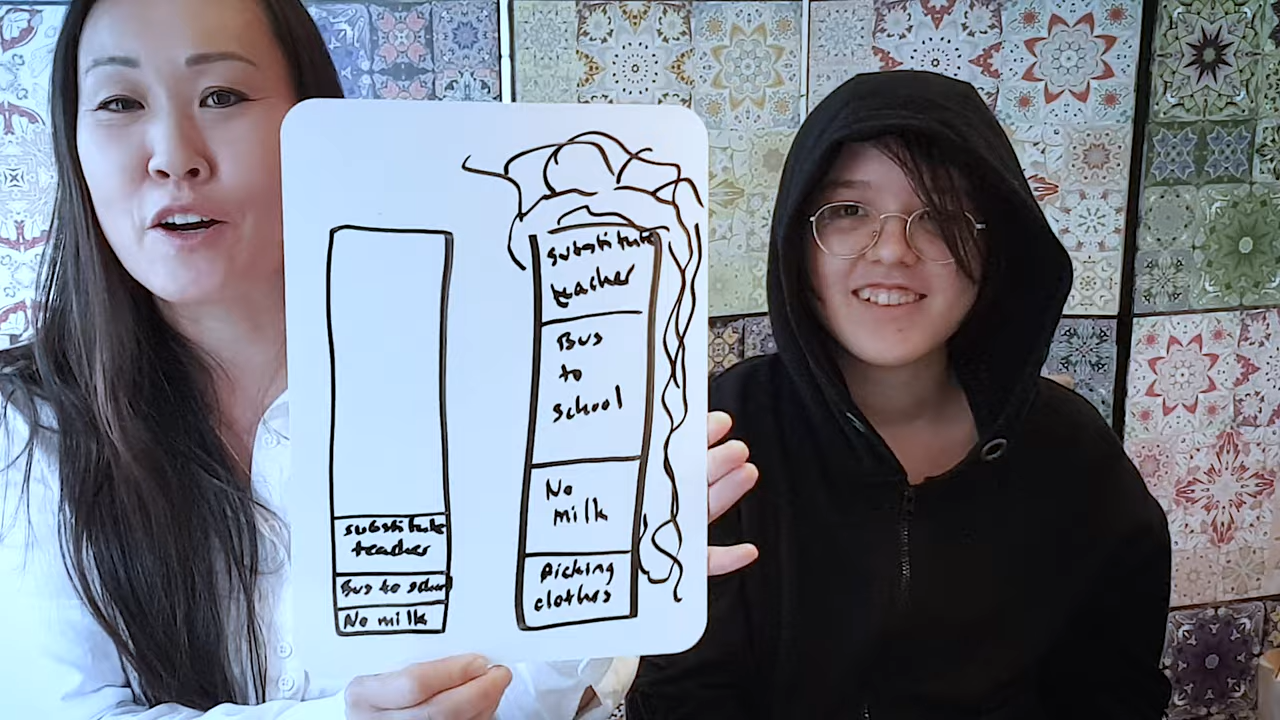 substitute
teacher
Bus to school
No milk
substitute
teacher
Bus
to
school
No
milk
picking
clothes